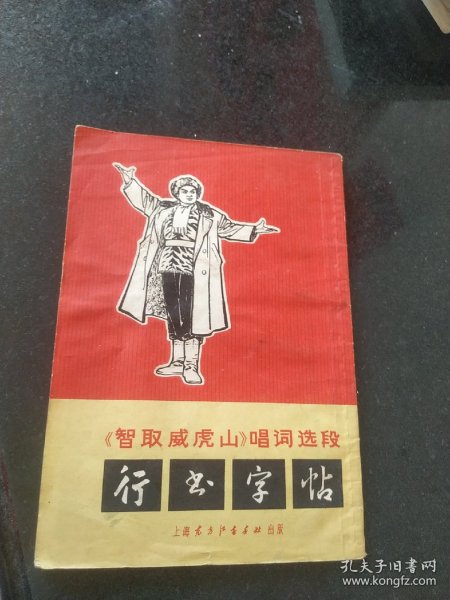 《智取威虎山》唱词选段
行书字帖
上海东方红书画社 出版
孔夫子旧书网
www.kongfz.com